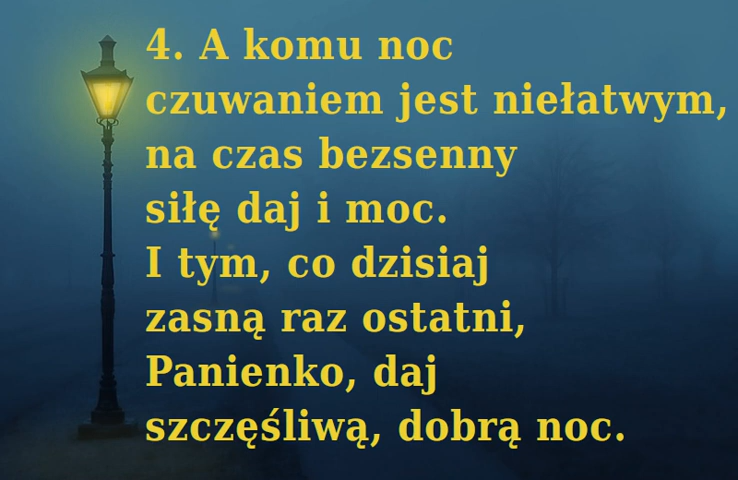 4. A komu noc
czuwaniem jest niełatwym,
na czas bezsenny
siłę daj i moc.
I tym, co dzisiaj
zasną raz ostatni,
Panienko, daj
szczęśliwą, dobrą noc.